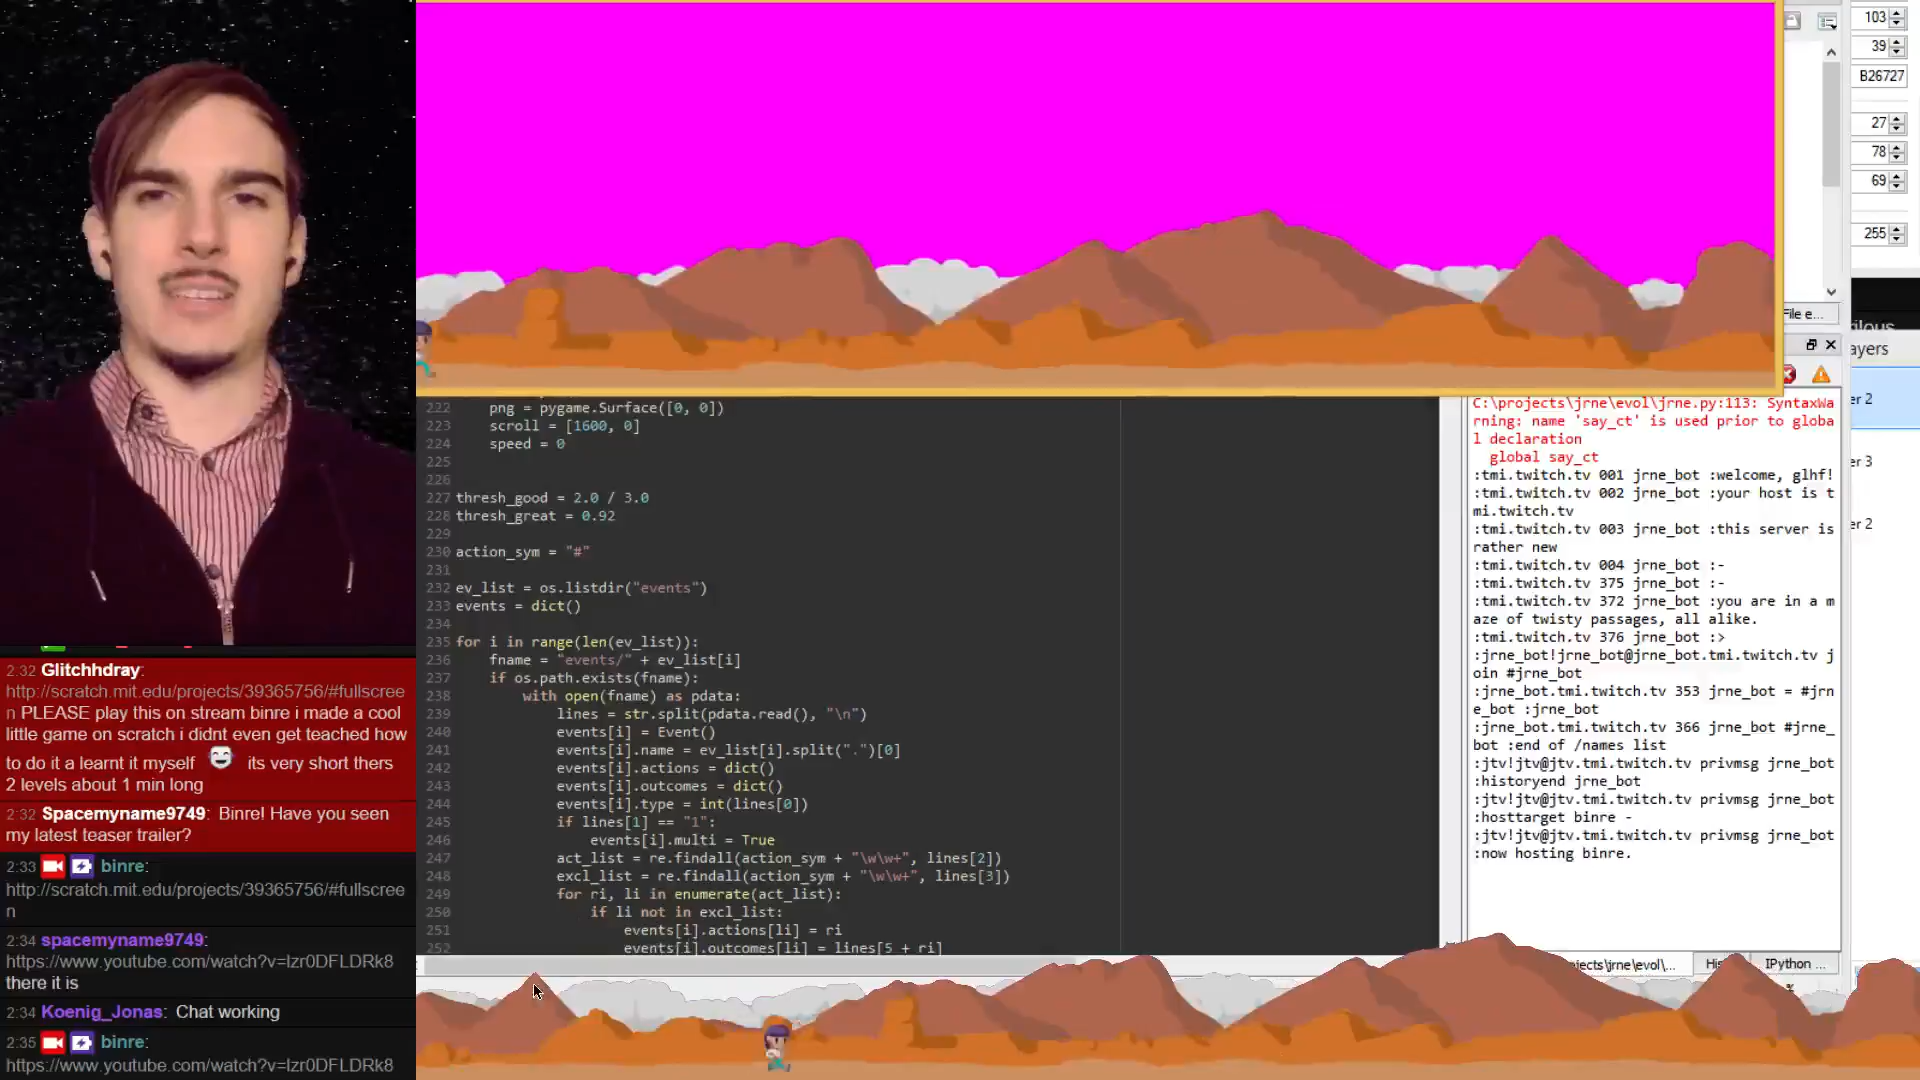 2:32 Glitchhdray:
http://scratch.mit.edu/projects/39365756/#fullscree
n PLEASE play this on stream binre i made a cool
little game on scratch i didnt even get teached how
to do it a learnt it myself its very short thers
2 levels about 1 min long
2:32 Spacemyname9749: Binre! Have you seen
my latest teaser trailer?
2:33 binre:
http://scratch.mit.edu/projects/39365756/#fullscree
n
2:34 spacemyname9749:
https://www.youtube.com/watch?v=lzr0DFLDRk8
there it is
2:34 Koenig_Jonas: Chat working
2:35 binre:
https://www.youtube.com/watch?v=lzr0DFLDRk8
222 png = pygame.Surface([0, 0])
223 scroll = [1600, 0]
224 speed = 0
225
226
227 thresh_good = 2.0 / 3.0
228 thresh_great = 0.92
229
230 action_sym = "#"
231
232 ev_list = os.listdir("events")
233 events = dict()
234
235 for i in range(len(ev_list)):
236 fname = "events/" + ev_list[i]
237 if os.path.exists(fname):
238 with open(fname) as pdata:
239 lines = str.split(pdata.read(), "\n")
240 events[i] = Event()
241 events[i].name = ev_list[i].split(".")[0]
242 events[i].actions = dict()
243 events[i].outcomes = dict()
244 events[i].type = int(lines[0])
245 if lines[1] == "1":
246 events[i].multi = True
247 act_list = re.findall(action_sym + "\w\w+", lines[2])
248 excl_list = re.findall(action_sym + "\w\w+", lines[3])
249 for ri, li in enumerate(act_list):
250 if li not in excl_list:
251 events[i].actions[li] = ri
252 events[i].outcomes[li] = lines[5 + ri]
C:\projects\jrne\evol\jrne.py:113: SyntaxWa
rning: name 'say_ct' is used prior to globa
l declaration
global say_ct
:tmi.twitch.tv 001 jrne_bot :welcome, glhf!
:tmi.twitch.tv 002 jrne_bot :your host is t
mi.twitch.tv
:tmi.twitch.tv 003 jrne_bot :this server is
rather new
:tmi.twitch.tv 004 jrne_bot :-
:tmi.twitch.tv 375 jrne_bot :-
:tmi.twitch.tv 372 jrne_bot :you are in a m
aze of twisty passages, all alike.
:tmi.twitch.tv 376 jrne_bot :>
:jrne_bot!jrne_bot@jrne_bot.tmi.twitch.tv j
oin #jrne_bot
:jrne_bot.tmi.twitch.tv 353 jrne_bot = #jrn
e_bot :jrne_bot
:jrne_bot.tmi.twitch.tv 366 jrne_bot #jrne_
bot :end of /names list
:jtv!jtv@jtv.tmi.twitch.tv privmsg jrne_bot
:historyend jrne_bot
:jtv!jtv@jtv.tmi.twitch.tv privmsg jrne_bot
:hosttarget binre -
:jtv!jtv@jtv.tmi.twitch.tv privmsg jrne_bot
:now hosting binre.
ojects\jrne\evol\...
His
IPython ...
103
39
B26727
27
78
69
255
File e...
ilous
ayers
er 2
er 3
er 2